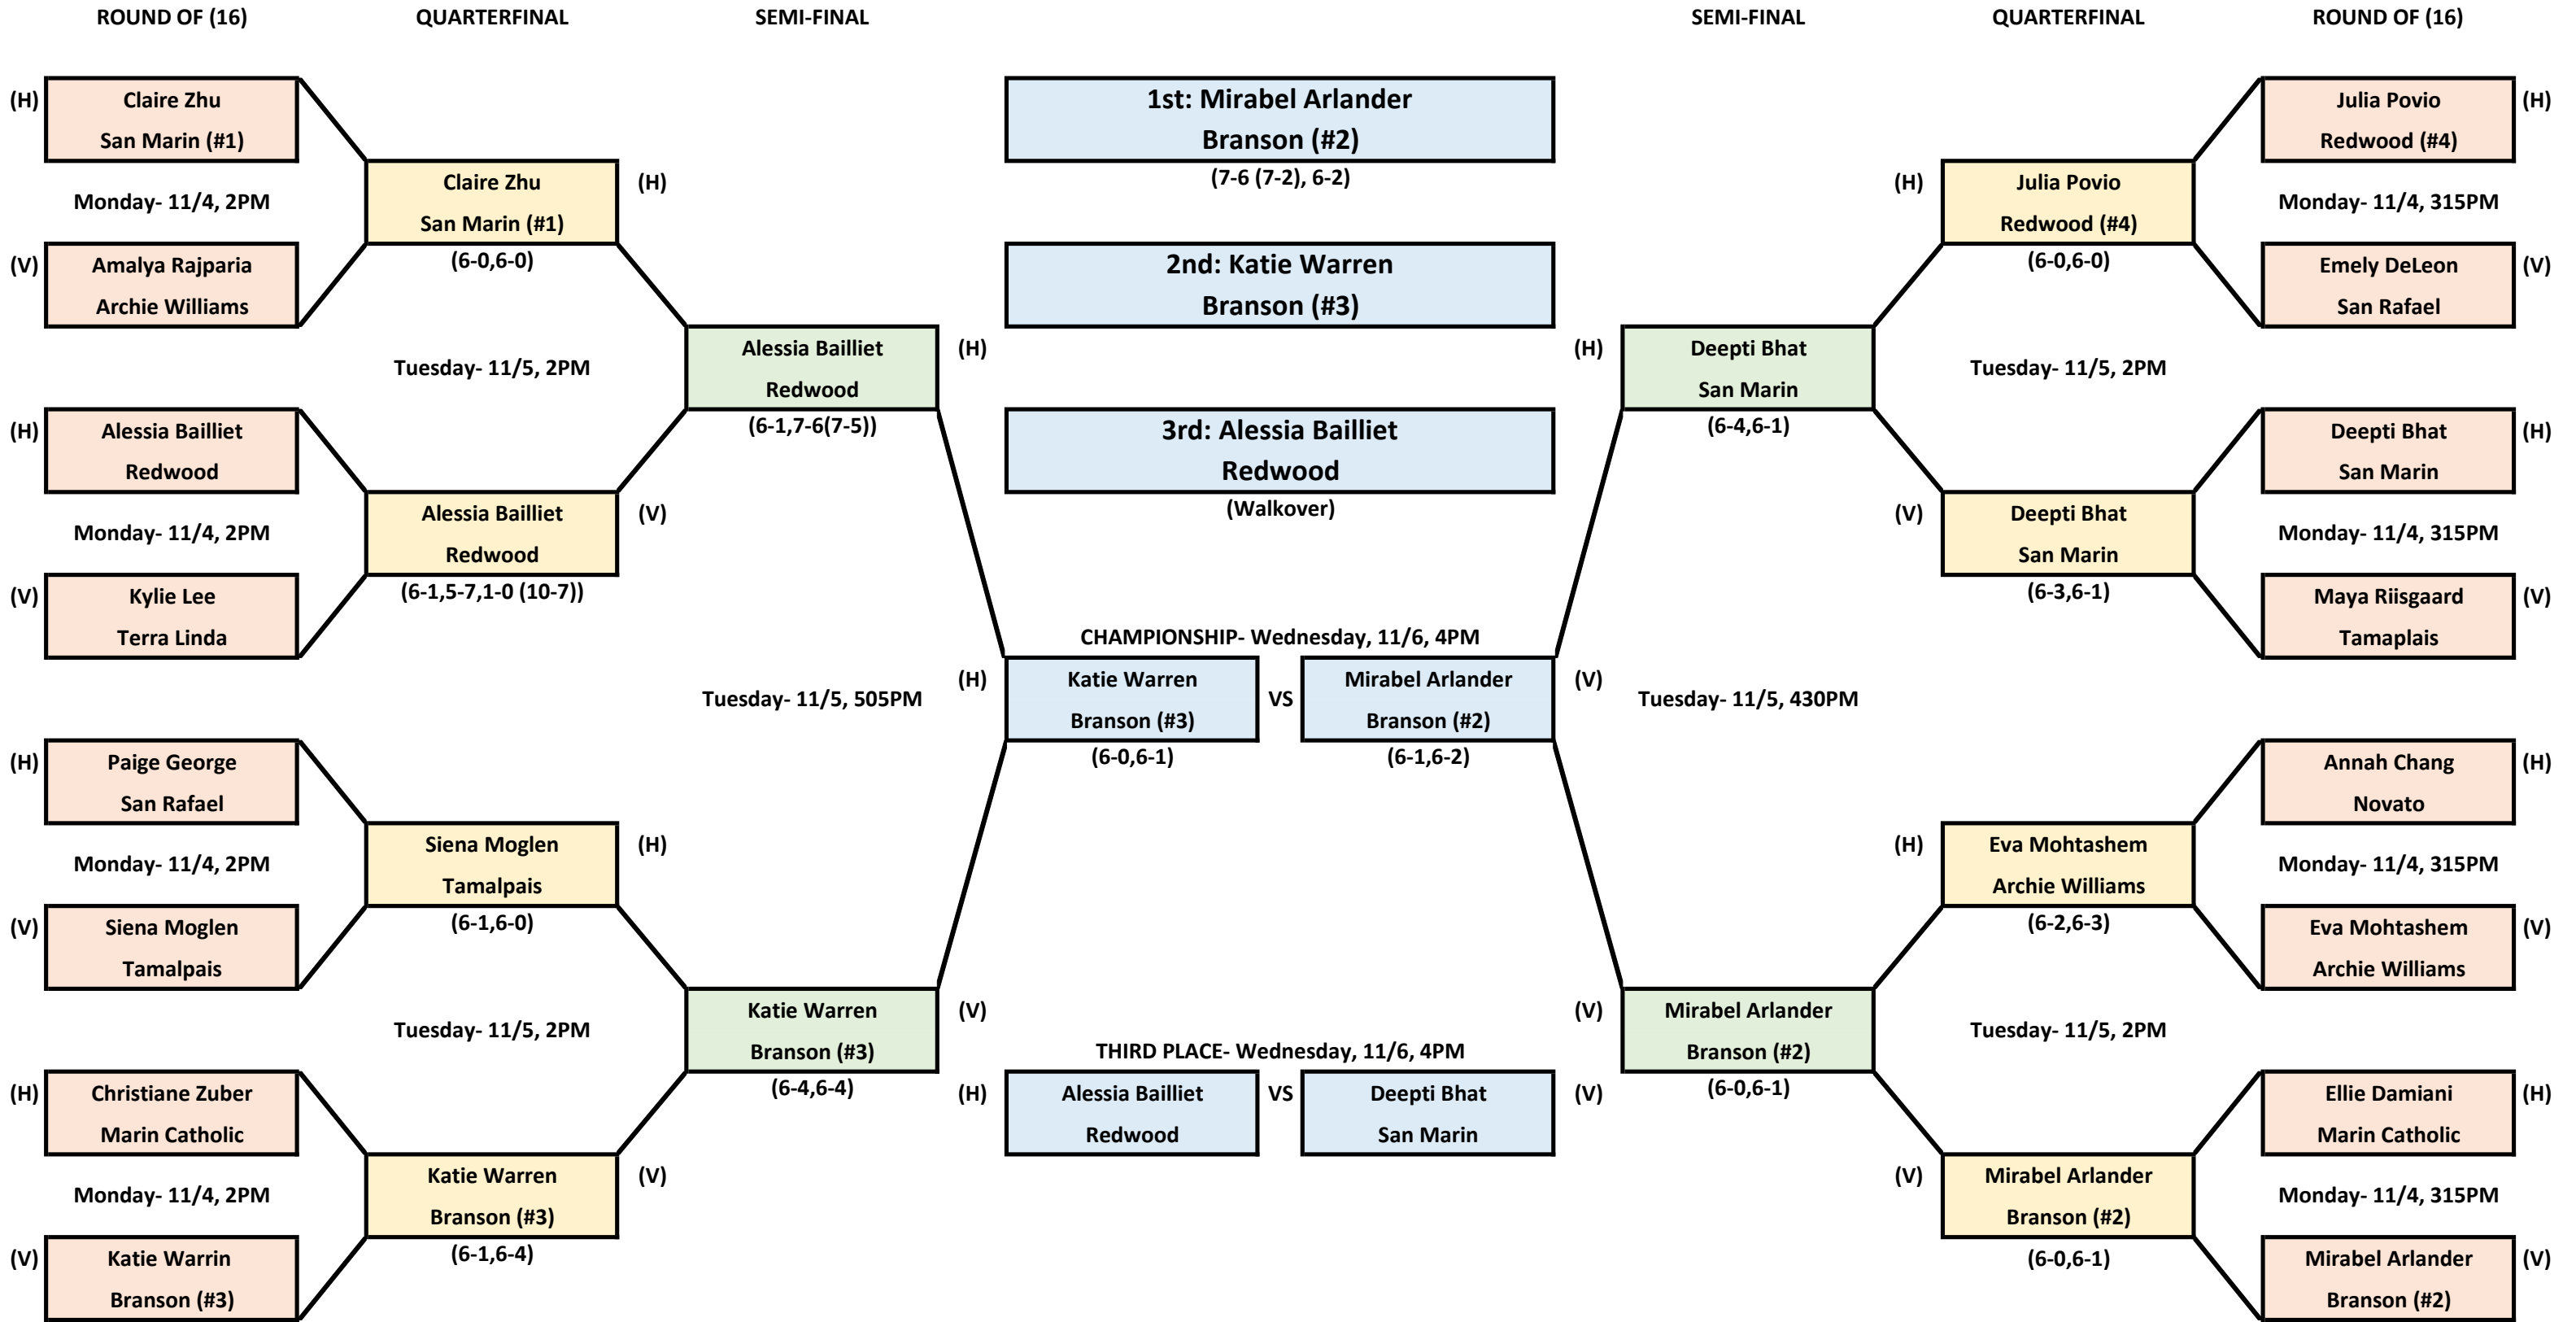 ROUND OF (16)
QUARTERFINAL
SEMI-FINAL
SEMI-FINAL
QUARTERFINAL
ROUND OF (16)
(H)
Claire Zhu
San Marin (#1)
Monday- 11/4, 2PM
(V)
Amalya Rajparia
Archie Williams
(H)
Alessia Bailliet
Redwood
Monday- 11/4, 2PM
(V)
Kylie Lee
Terra Linda
(H)
Paige George
San Rafael
Monday- 11/4, 2PM
(V)
Siena Moglen
Tamalpais
(H)
Christiane Zuber
Marin Catholic
Monday- 11/4, 2PM
(V)
Katie Warrin
Branson (#3)
Claire Zhu
San Marin (#1)
(H)
(6-0,6-0)
Tuesday- 11/5, 2PM
Alessia Bailliet
Redwood
(V)
(6-1,5-7,1-0 (10-7))
Siena Moglen
Tamalpais
(H)
(6-1,6-0)
Tuesday- 11/5, 2PM
Katie Warren
Branson (#3)
(V)
(6-1,6-4)
Alessia Bailliet
Redwood
(H)
(6-1,7-6(7-5))
Tuesday- 11/5, 505PM
Katie Warren
Branson (#3)
(V)
(6-4,6-4)
1st: Mirabel Arlander
Branson (#2)
(7-6 (7-2), 6-2)
2nd: Katie Warren
Branson (#3)
3rd: Alessia Bailliet
Redwood
(Walkover)
CHAMPIONSHIP- Wednesday, 11/6, 4PM
(H)
Katie Warren
Branson (#3)
(6-0,6-1)
VS
Mirabel Arlander
Branson (#2)
(6-1,6-2)
(V)
THIRD PLACE- Wednesday, 11/6, 4PM
(H)
Alessia Bailliet
Redwood
VS
Deepti Bhat
San Marin
(V)
(H)
Deepti Bhat
San Marin
(6-4,6-1)
Tuesday- 11/5, 430PM
(V)
Mirabel Arlander
Branson (#2)
(6-0,6-1)
(H)
Julia Povio
Redwood (#4)
(6-0,6-0)
Tuesday- 11/5, 2PM
(V)
Deepti Bhat
San Marin
(6-3,6-1)
(H)
Eva Mohtashem
Archie Williams
(6-2,6-3)
Tuesday- 11/5, 2PM
(V)
Mirabel Arlander
Branson (#2)
(6-0,6-1)
Julia Povio
Redwood (#4)
(H)
Monday- 11/4, 315PM
Emely DeLeon
San Rafael
(V)
Deepti Bhat
San Marin
(H)
Monday- 11/4, 315PM
Maya Riisgaard
Tamaplais
(V)
Annah Chang
Novato
(H)
Monday- 11/4, 315PM
Eva Mohtashem
Archie Williams
(V)
Ellie Damiani
Marin Catholic
(H)
Monday- 11/4, 315PM
Mirabel Arlander
Branson (#2)
(V)